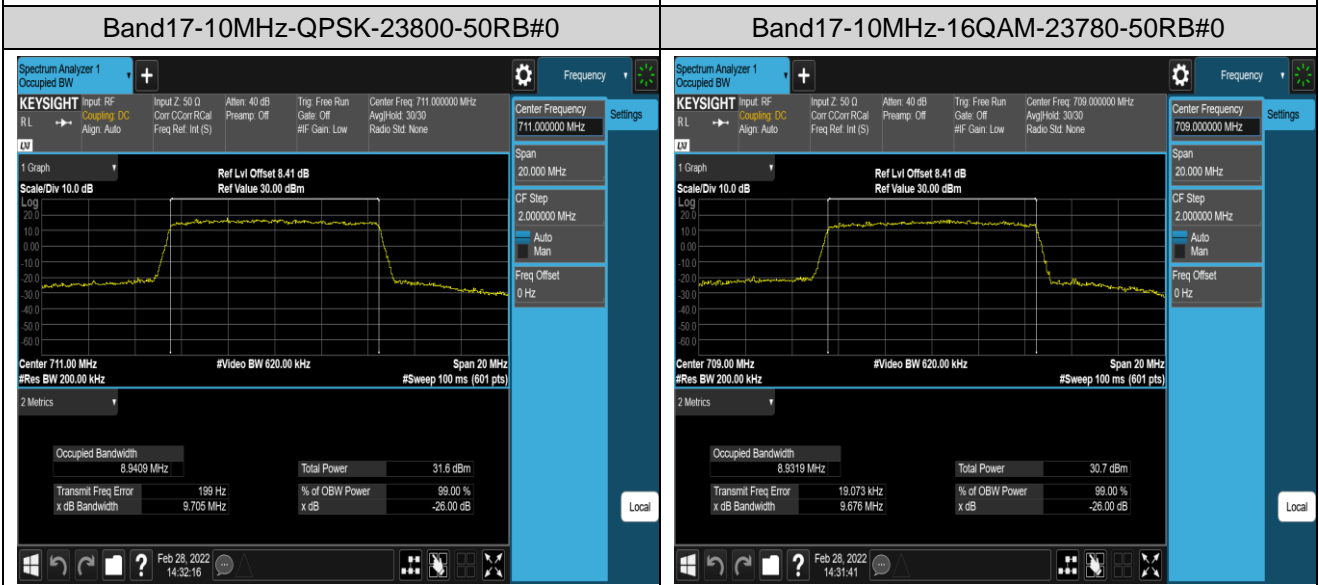 Band17-10MHz-QPSK-23800-50RB#0
Spectrum Analyzer 1
Occupied BW
Frequency
KEYSIGHT
RL
LXI
Input: RF
Coupling: DC
Align: Auto
Input Z: 50 Ω
Corr CCorr RCal
Freq Ref: Int (S)
Atten: 40 dB
Preamp: Off
Trig: Free Run
Gate: Off
#IF Gain: Low
Center Freq: 711.000000 MHz
Avg|Hold: 30/30
Radio Std: None
Center Frequency
711.000000 MHz
Settings
Span
20.000 MHz
CF Step
2.000000 MHz
Auto
Man
Freq Offset
0 Hz
Local
1 Graph
Scale/Div 10.0 dB
Ref Lvl Offset 8.41 dB
Ref Value 30.00 dBm
Log
20.0
10.0
0.00
-10.0
-20.0
-30.0
-40.0
-50.0
-60.0
Center 711.00 MHz
#Video BW 620.00 kHz
Span 20 MHz
#Res BW 200.00 kHz
#Sweep 100 ms (601 pts)
2 Metrics
Occupied Bandwidth
8.9409 MHz
Total Power 31.6 dBm
Transmit Freq Error 199 Hz
% of OBW Power 99.00 %
x dB Bandwidth 9.705 MHz
x dB -26.00 dB
?
Feb 28, 2022
14:32:16
Band17-10MHz-16QAM-23780-50RB#0
Spectrum Analyzer 1
Occupied BW
Frequency
KEYSIGHT
RL
LXI
Input: RF
Coupling: DC
Align: Auto
Input Z: 50 Ω
Corr CCorr RCal
Freq Ref: Int (S)
Atten: 40 dB
Preamp: Off
Trig: Free Run
Gate: Off
#IF Gain: Low
Center Freq: 709.000000 MHz
Avg|Hold: 30/30
Radio Std: None
Center Frequency
709.000000 MHz
Settings
Span
20.000 MHz
CF Step
2.000000 MHz
Auto
Man
Freq Offset
0 Hz
Local
1 Graph
Scale/Div 10.0 dB
Ref Lvl Offset 8.41 dB
Ref Value 30.00 dBm
Log
20.0
10.0
0.00
-10.0
-20.0
-30.0
-40.0
-50.0
-60.0
Center 709.00 MHz
#Video BW 620.00 kHz
Span 20 MHz
#Res BW 200.00 kHz
#Sweep 100 ms (601 pts)
2 Metrics
Occupied Bandwidth
8.9319 MHz
Total Power 30.7 dBm
Transmit Freq Error 19.073 kHz
% of OBW Power 99.00 %
x dB Bandwidth 9.676 MHz
x dB -26.00 dB
?
Feb 28, 2022
14:31:41